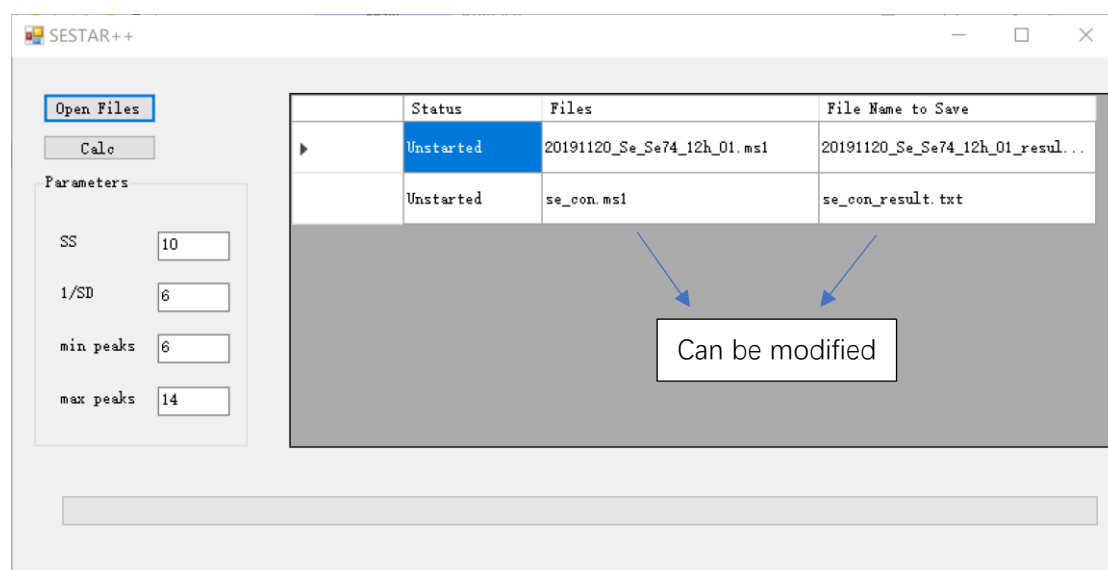 SESTAR++
Open Files
Calc
Parameters
SS 10
1/SD 6
min peaks 6
max peaks 14
Status Files File Name to Save
Unstarted 20191120_Se_Se74_12h_01.ms1 20191120_Se_Se74_12h_01_resul...
Unstarted se_con.ms1 se_con_result.txt
Can be modified